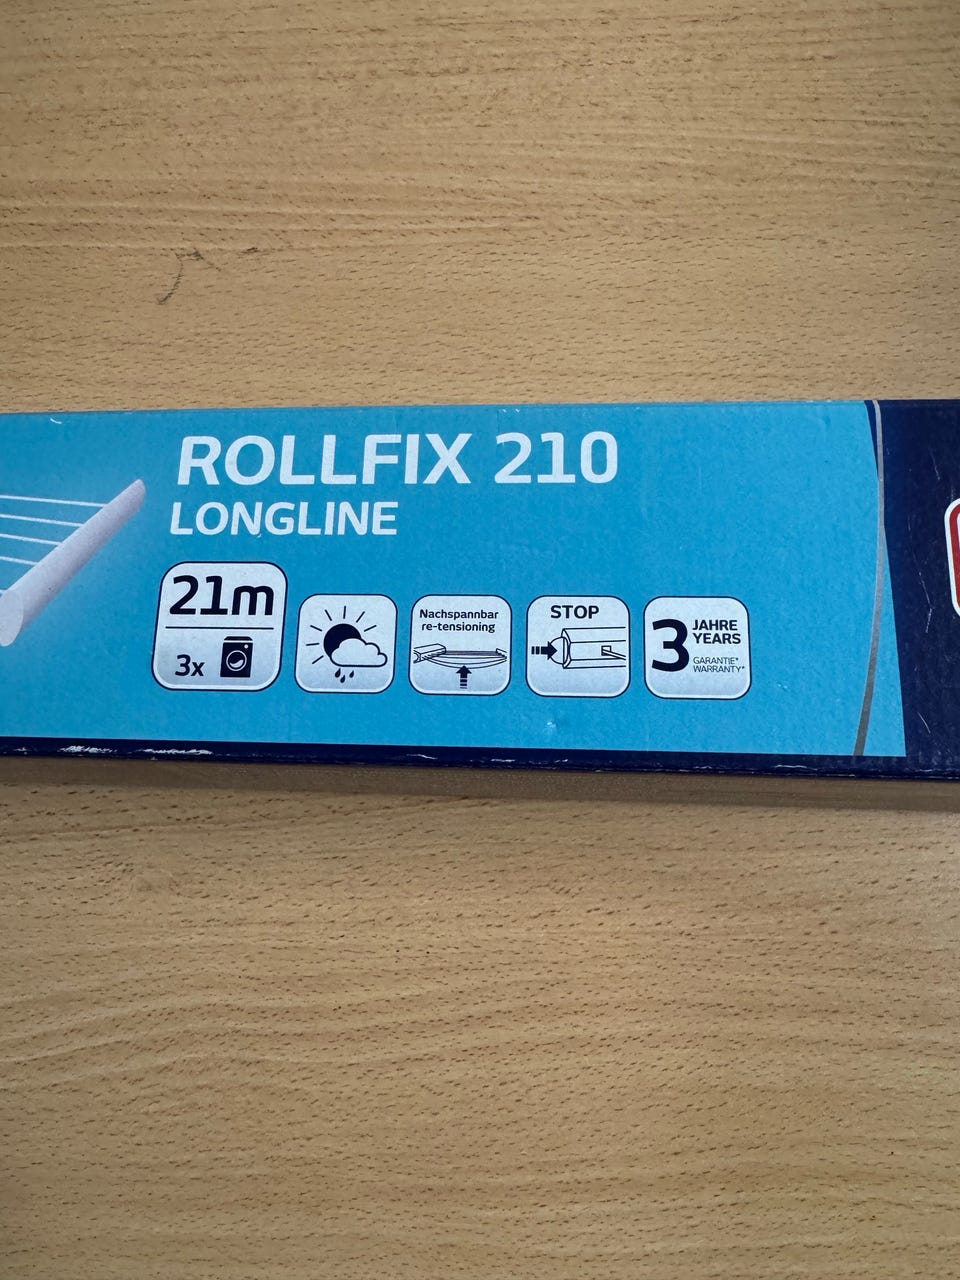 ROLLFIX 210
LONGLINE
21m
3x
Nachspannbar
re-tensioning
STOP
3 JAHRE
YEARS
GARANTIE*
WARRANTY*